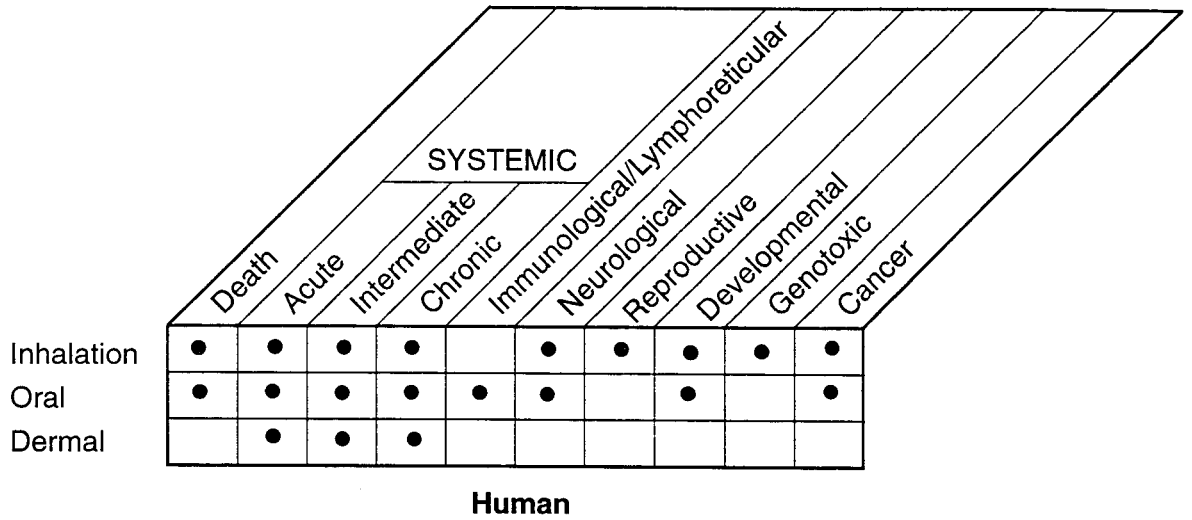 SYSTEMIC
Death
Acute
Intermediate
Chronic
Immunological/Lymphoreticular
Neurological
Reproductive
Developmental
Genotoxic
Cancer
Inhalation
Oral
Dermal
Human